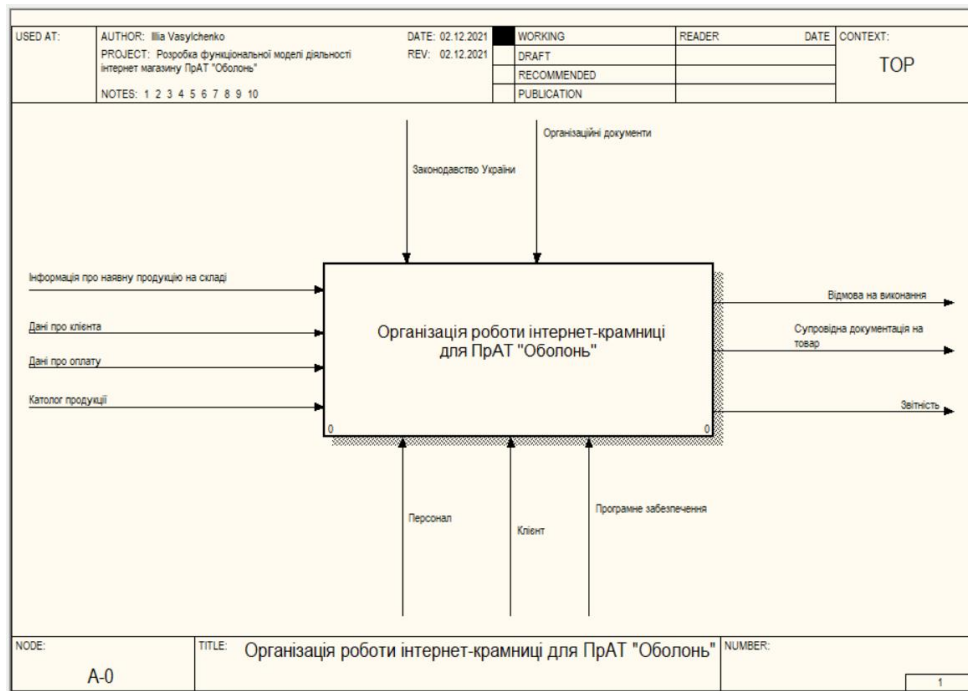 USED AT:
AUTHOR: Illia Vasylchenko
DATE: 02.12.2021
PROJECT: Розробка функціональної моделі діяльності
інтернет магазину ПрАТ "Оболонь"
REV: 02.12.2021
NOTES: 1 2 3 4 5 6 7 8 9 10
WORKING
DRAFT
RECOMMENDED
PUBLICATION
READER
DATE
CONTEXT:
TOP
Організаційні документи
Законодавство України
Інформація про наявну продукцію на складі
Дані про клієнта
Дані про оплату
Католог продукції
Організація роботи інтернет-крамниці
для ПрАТ "Оболонь"
0
0
Відмова на виконання
Супровідна документація на
товар
Звітність
Персонал
Клієнт
Програмне забезпечення
NODE:
A-0
TITLE:
Організація роботи інтернет-крамниці для ПрАТ "Оболонь"
NUMBER:
1